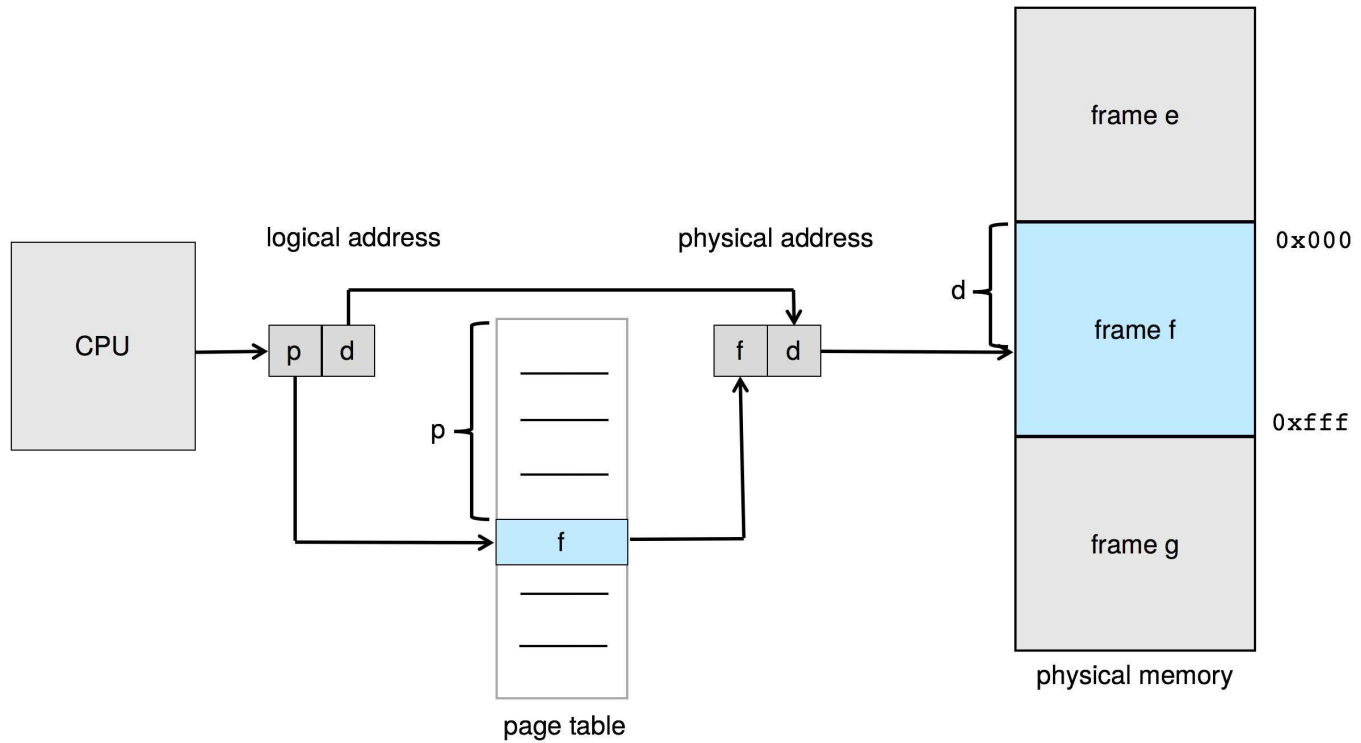 frame e
logical address
physical address
0x000
d
CPU
p
d
f
d
frame f
p
0xfff
f
frame g
physical memory
page table